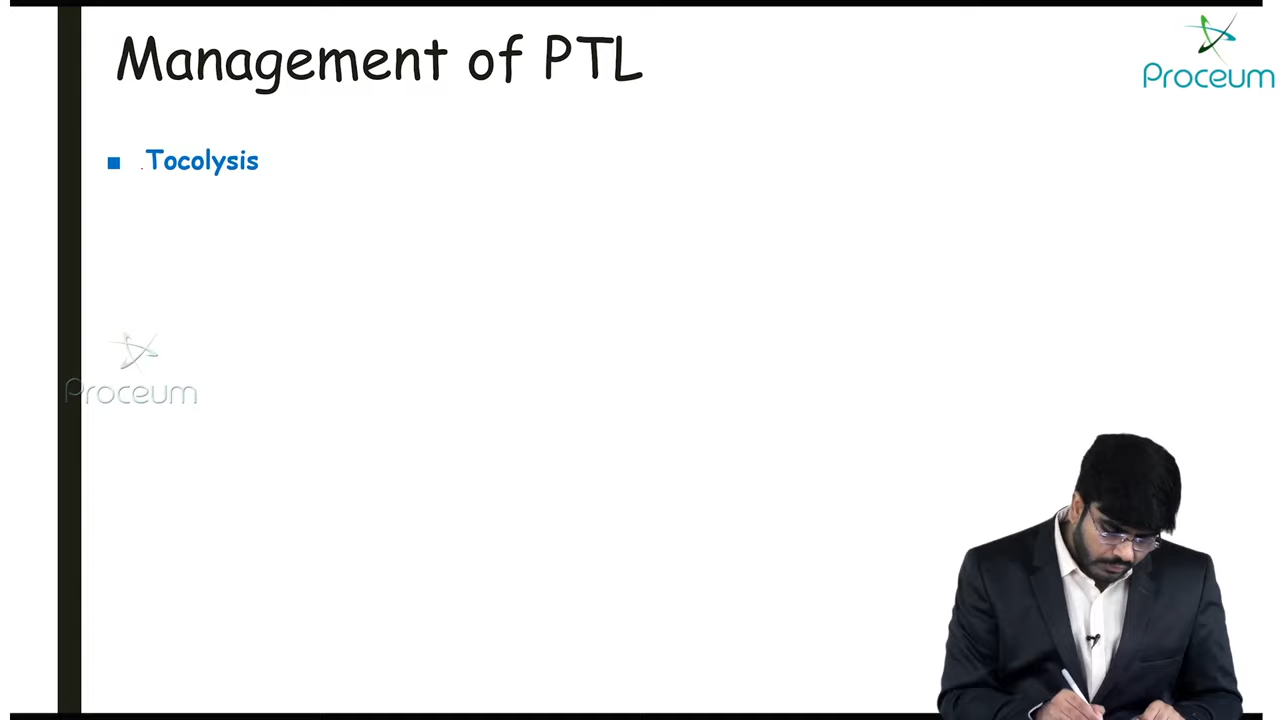 Management of PTL
Proceum
Tocolysis
Proceum